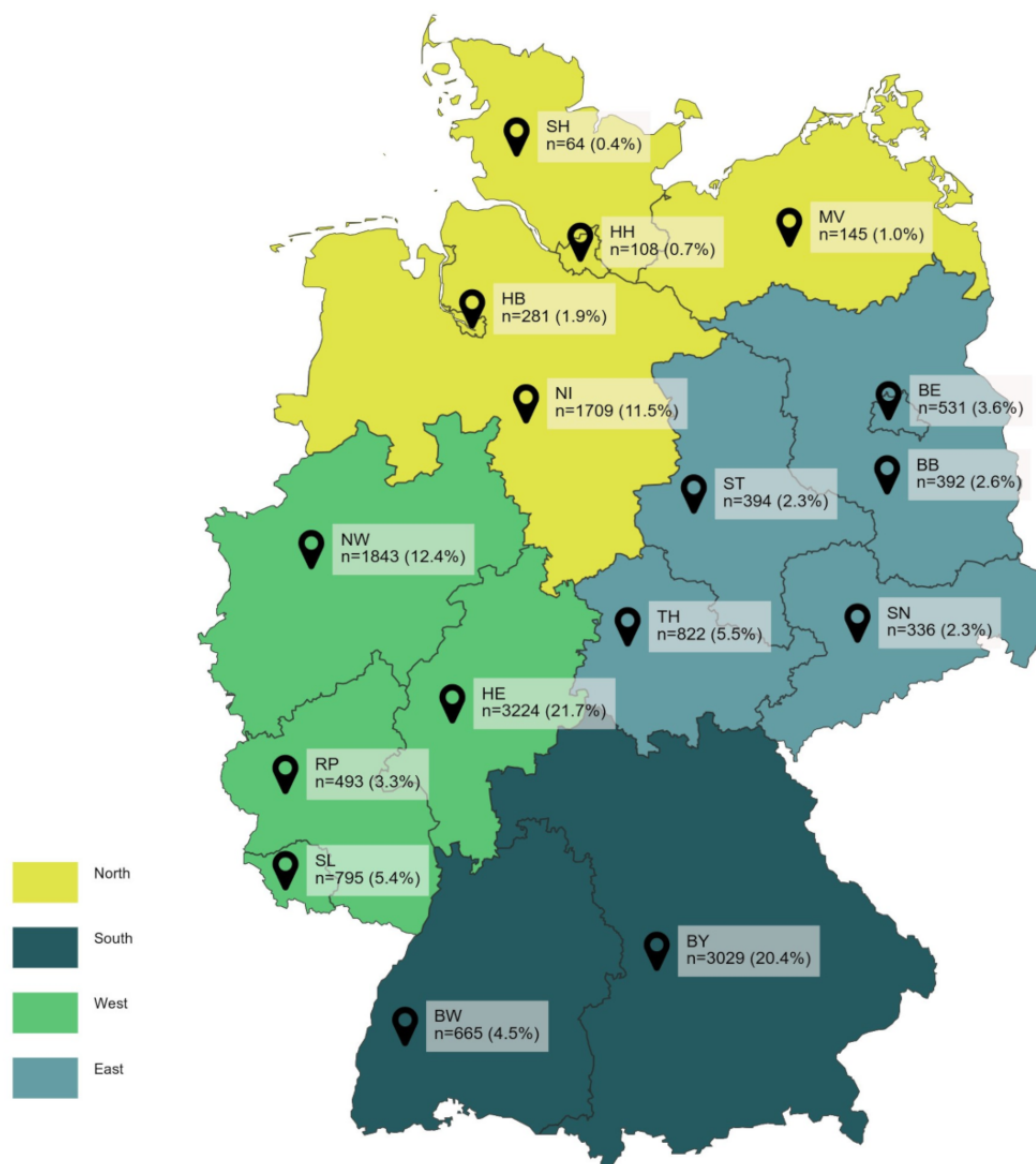 SH
n=64 (0.4%)
MV
n=145 (1.0%)
HH
n=108 (0.7%)
HB
n=281 (1.9%)
NI
n=1709 (11.5%)
BE
n=531 (3.6%)
BB
n=392 (2.6%)
ST
n=394 (2.3%)
NW
n=1843 (12.4%)
TH
n=822 (5.5%)
SN
n=336 (2.3%)
HE
n=3224 (21.7%)
RP
n=493 (3.3%)
SL
n=795 (5.4%)
BY
n=3029 (20.4%)
BW
n=665 (4.5%)
North
South
West
East